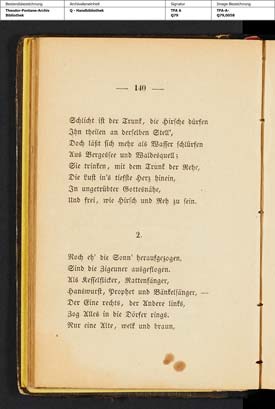 Bestandsbezeichnung Archivalieneinheit Signatur Image Bezeichnung
Theodor-Fontane-Archiv Bibliothek Q - Handbibliothek TFA A Q79 TFA-A-Q79,0058
— 140 —
Schlicht ist der Trunk, die Hirsche dürfen
Ihn theilen an derselben Stell',
Doch läßt sich mehr als Wasser schlürfen
Aus Bergessee und Waldesquell;
Sie trinken, mit dem Trunk der Rehe,
Die Lust in's tiefste Herz hinein,
In ungetrübter Gottesnähe,
Und frei, wie Hirsch und Reh zu sein.
2.
Noch eh' die Sonn' heraufgezogen,
Sind die Zigeuner ausgeflogen.
Als Kesselflicker, Rattenfänger,
Hanswurst, Prophet und Bänkelsänger, —
Der Eine rechts, der Andere links,
Zog Alles in die Dörfer rings.
Nur eine Alte, welk und braun,